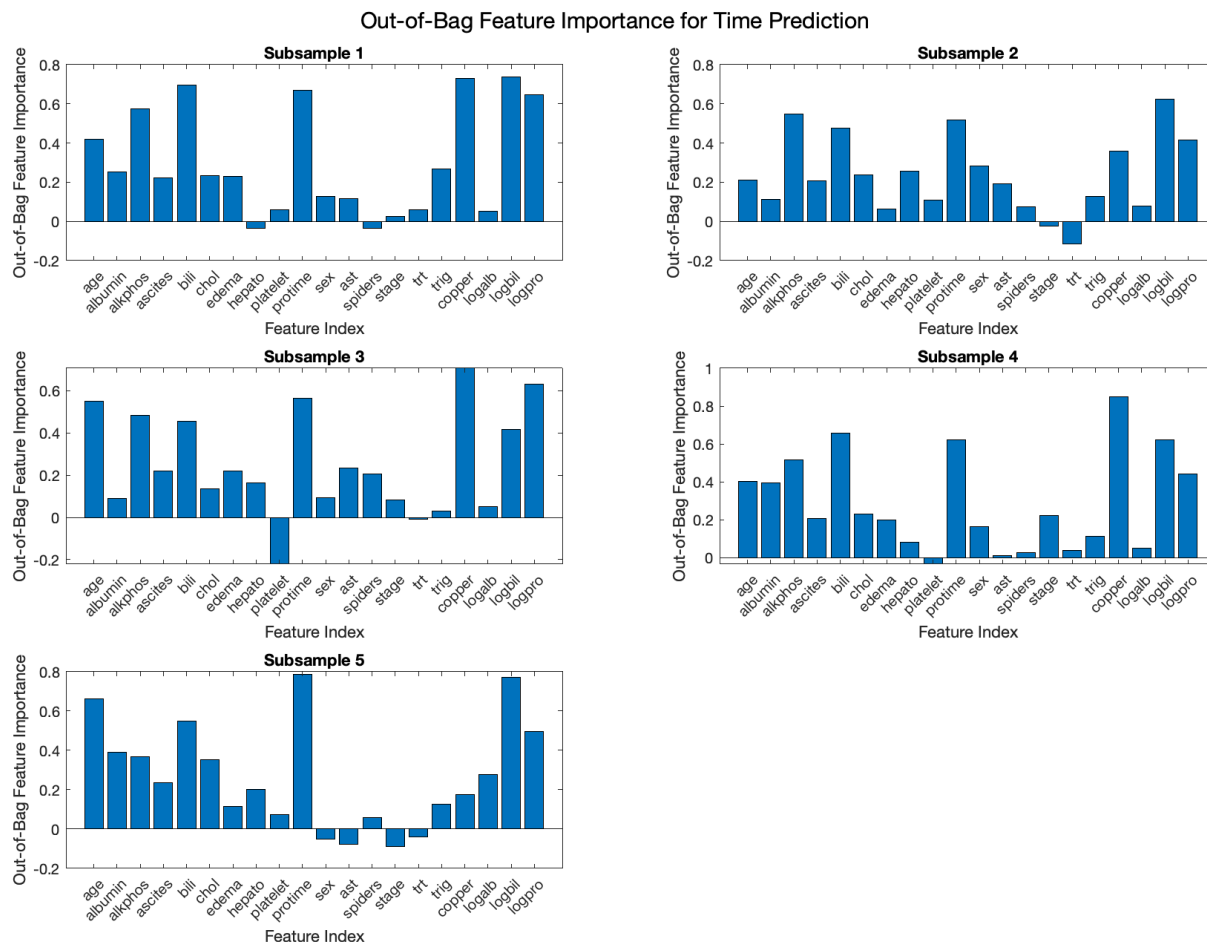 Out-of-Bag Feature Importance for Time Prediction
Subsample 1
Out-of-Bag Feature Importance
0.8
0.6
0.4
0.2
0
-0.2
age albumin alkphos ascites bili chol edema hepato platelet protime sex ast spiders stage trt trig copper logalb logbil logpro
Feature Index
Subsample 2
Out-of-Bag Feature Importance
0.8
0.6
0.4
0.2
0
-0.2
age albumin alkphos ascites bili chol edema hepato platelet protime sex ast spiders stage trt trig copper logalb logbil logpro
Feature Index
Subsample 3
Out-of-Bag Feature Importance
0.6
0.4
0.2
0
-0.2
age albumin alkphos ascites bili chol edema hepato platelet protime sex ast spiders stage trt trig copper logalb logbil logpro
Feature Index
Subsample 4
Out-of-Bag Feature Importance
1
0.8
0.6
0.4
0.2
0
age albumin alkphos ascites bili chol edema hepato platelet protime sex ast spiders stage trt trig copper logalb logbil logpro
Feature Index
Subsample 5
Out-of-Bag Feature Importance
0.8
0.6
0.4
0.2
0
-0.2
age albumin alkphos ascites bili chol edema hepato platelet protime sex ast spiders stage trt trig copper logalb logbil logpro
Feature Index